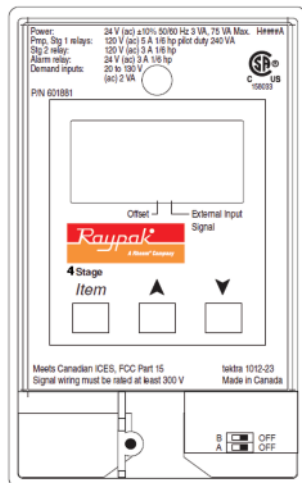 Power: 24 V (ac) ±10% 50/60 Hz 3 VA, 75 VA Max. H####A
Pmp, Stg 1 relays: 120 V (ac) 5 A 1/6 hp pilot duty 240 VA
Stg 2 relay: 120 V (ac) 3 A 1/6 hp
Alarm relay: 24 V (ac) 3 A 1/6 hp
Demand inputs: 20 to 130 V
(ac) 2 VA
P/N 601881
C US
158033
Offset External Input
Signal
Raypak
A Rheem Company
4 Stage
Item
Meets Canadian ICES, FCC Part 15 tektra 1012-23
Signal wiring must be rated at least 300 V Made in Canada
B OFF
A OFF